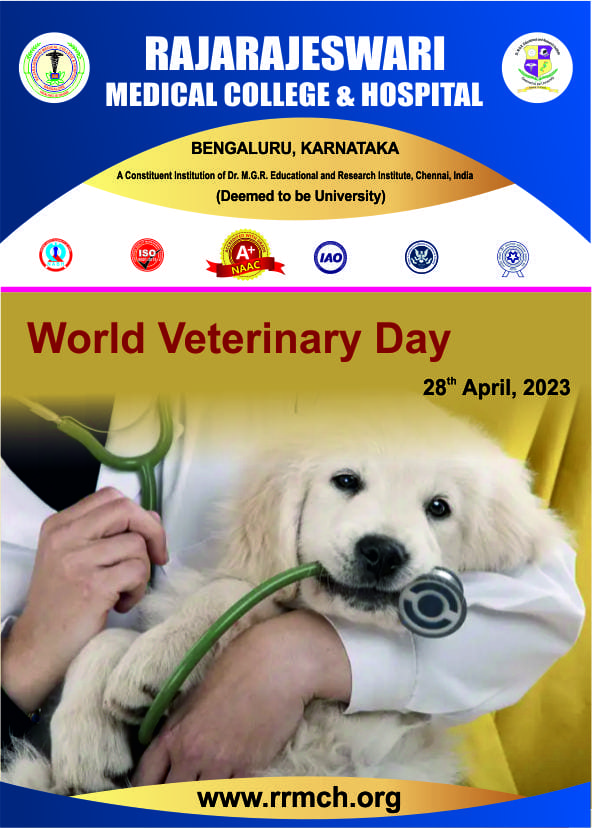 RAJARAJESWARI
MEDICAL COLLEGE & HOSPITAL
BENGALURU, KARNATAKA
A Constituent Institution of Dr. M.G.R. Educational and Research Institute, Chennai, India
(Deemed to be University)
ISO
A+
NAAC
IAO
World Veterinary Day
28th April, 2023
www.rrmch.org